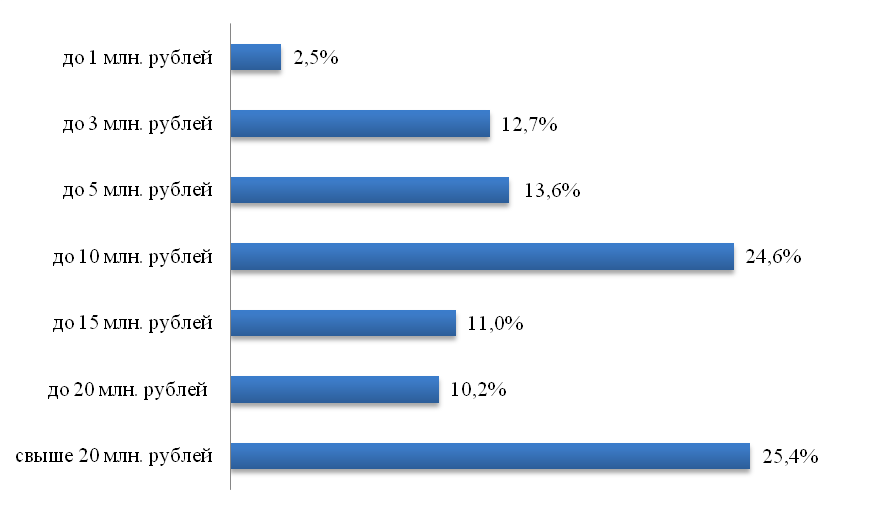 до 1 млн. рублей 2,5%
до 3 млн. рублей 12,7%
до 5 млн. рублей 13,6%
до 10 млн. рублей 24,6%
до 15 млн. рублей 11,0%
до 20 млн. рублей 10,2%
свыше 20 млн. рублей 25,4%